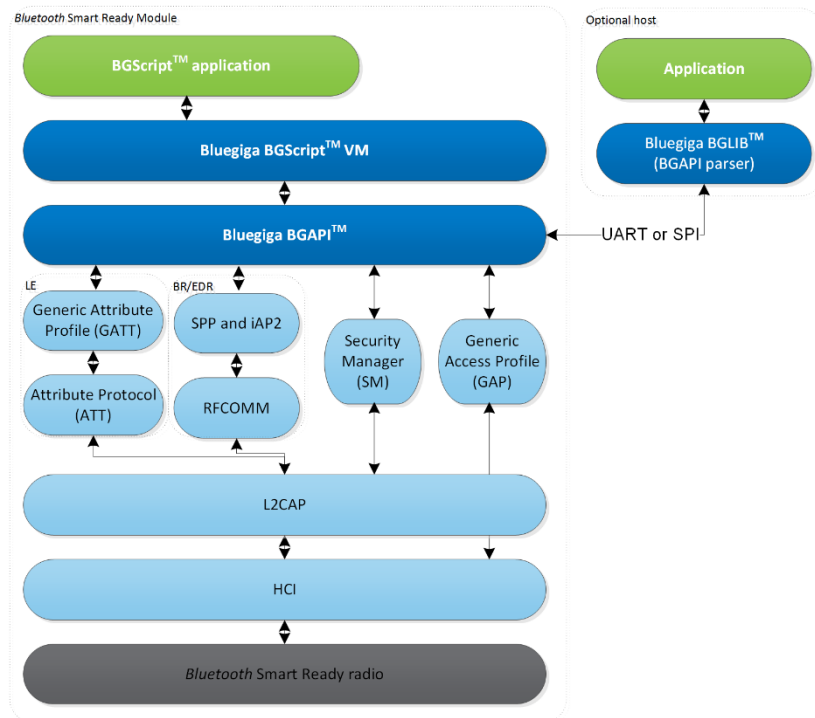 Bluetooth Smart Ready Module
Optional host
BGScript™ application
Application
Bluegiga BGScript™ VM
Bluegiga BGLIB™
(BGAPI parser)
Bluegiga BGAPI™
UART or SPI
LE
BR/EDR
Generic Attribute
Profile (GATT)
SPP and iAP2
Security
Manager
(SM)
Generic
Access Profile
(GAP)
Attribute Protocol
(ATT)
RFCOMM
L2CAP
HCI
Bluetooth Smart Ready radio